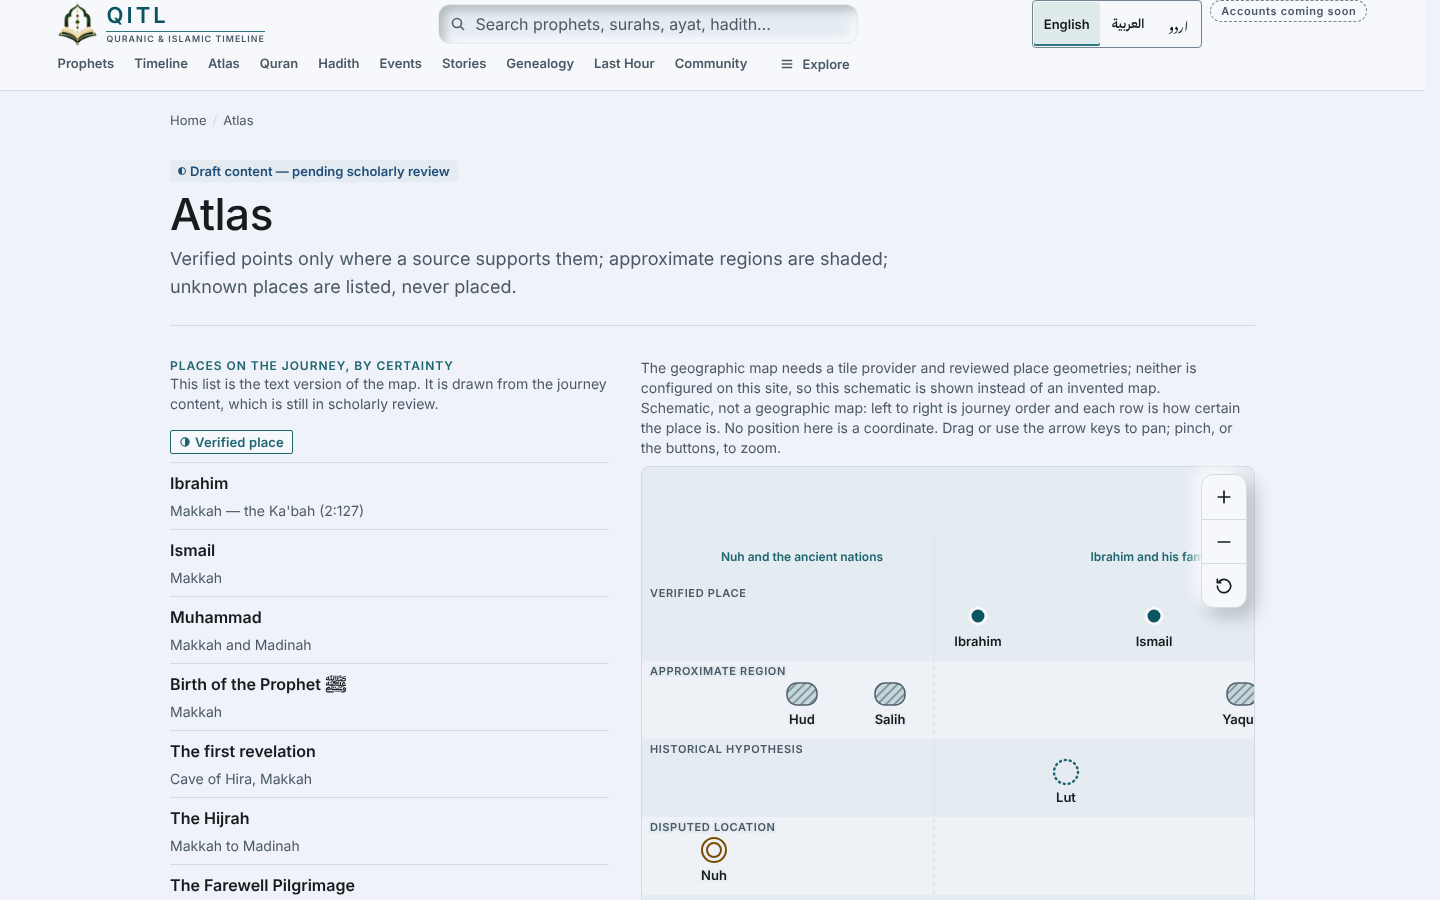 QITL
QURANIC & ISLAMIC TIMELINE
Search prophets, surahs, ayat, hadith...
English
العربية
اردو
Accounts coming soon
Prophets
Timeline
Atlas
Quran
Hadith
Events
Stories
Genealogy
Last Hour
Community
Explore
Home / Atlas
Draft content — pending scholarly review
Atlas
Verified points only where a source supports them; approximate regions are shaded;
unknown places are listed, never placed.
PLACES ON THE JOURNEY, BY CERTAINTY
This list is the text version of the map. It is drawn from the journey
content, which is still in scholarly review.
Verified place
Ibrahim
Makkah — the Ka'bah (2:127)
Ismail
Makkah
Muhammad
Makkah and Madinah
Birth of the Prophet ﷺ
Makkah
The first revelation
Cave of Hira, Makkah
The Hijrah
Makkah to Madinah
The Farewell Pilgrimage
The geographic map needs a tile provider and reviewed place geometries; neither is
configured on this site, so this schematic is shown instead of an invented map.
Schematic, not a geographic map: left to right is journey order and each row is how certain
the place is. No position here is a coordinate. Drag or use the arrow keys to pan; pinch, or
the buttons, to zoom.
Nuh and the ancient nations
Ibrahim and his fam
VERIFIED PLACE
Ibrahim
Ismail
APPROXIMATE REGION
Hud
Salih
Yaqu
HISTORICAL HYPOTHESIS
Lut
DISPUTED LOCATION
Nuh